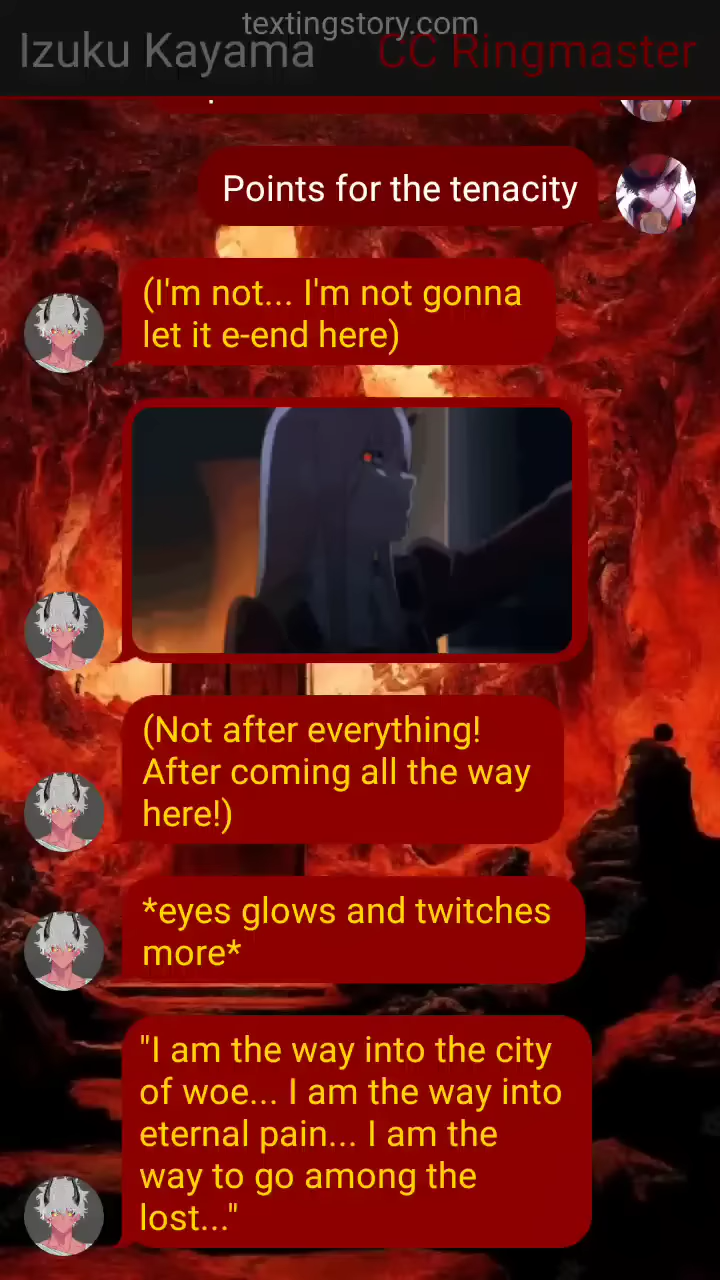 textingstory.com
Izuku Kayama
CC Ringmaster
Points for the tenacity
(I'm not... I'm not gonna
let it e-end here)
(Not after everything!
After coming all the way
here!)
*eyes glows and twitches
more*
"I am the way into the city
of woe... I am the way into
eternal pain... I am the
way to go among the
lost..."